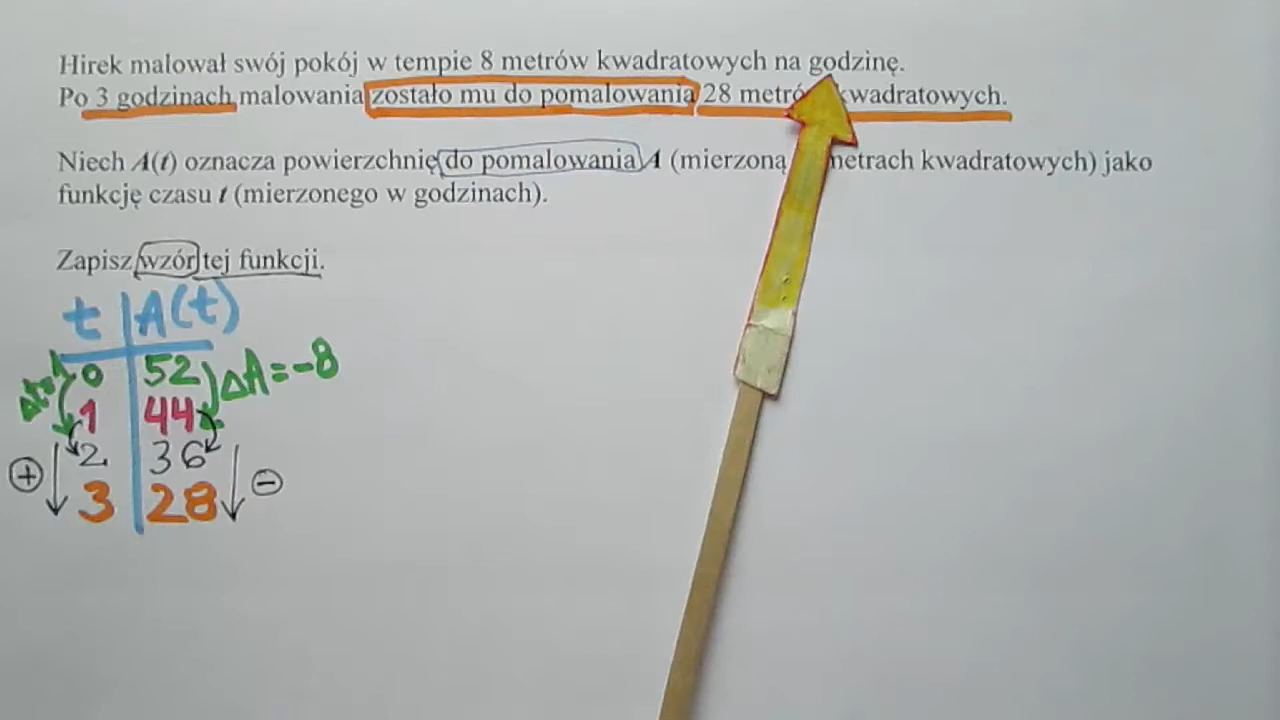 Hirek malował swój pokój w tempie 8 metrów kwadratowych na godzinę.
Po 3 godzinach malowania zostało mu do pomalowania 28 metrów kwadratowych.
Niech A(t) oznacza powierzchnię do pomalowania A (mierzoną metrach kwadratowych) jako
funkcję czasu t (mierzonego w godzinach).
Zapisz wzór tej funkcji.
t A(t)
0 52 ΔA=-8
1 44
2 36
+ 3 28 -